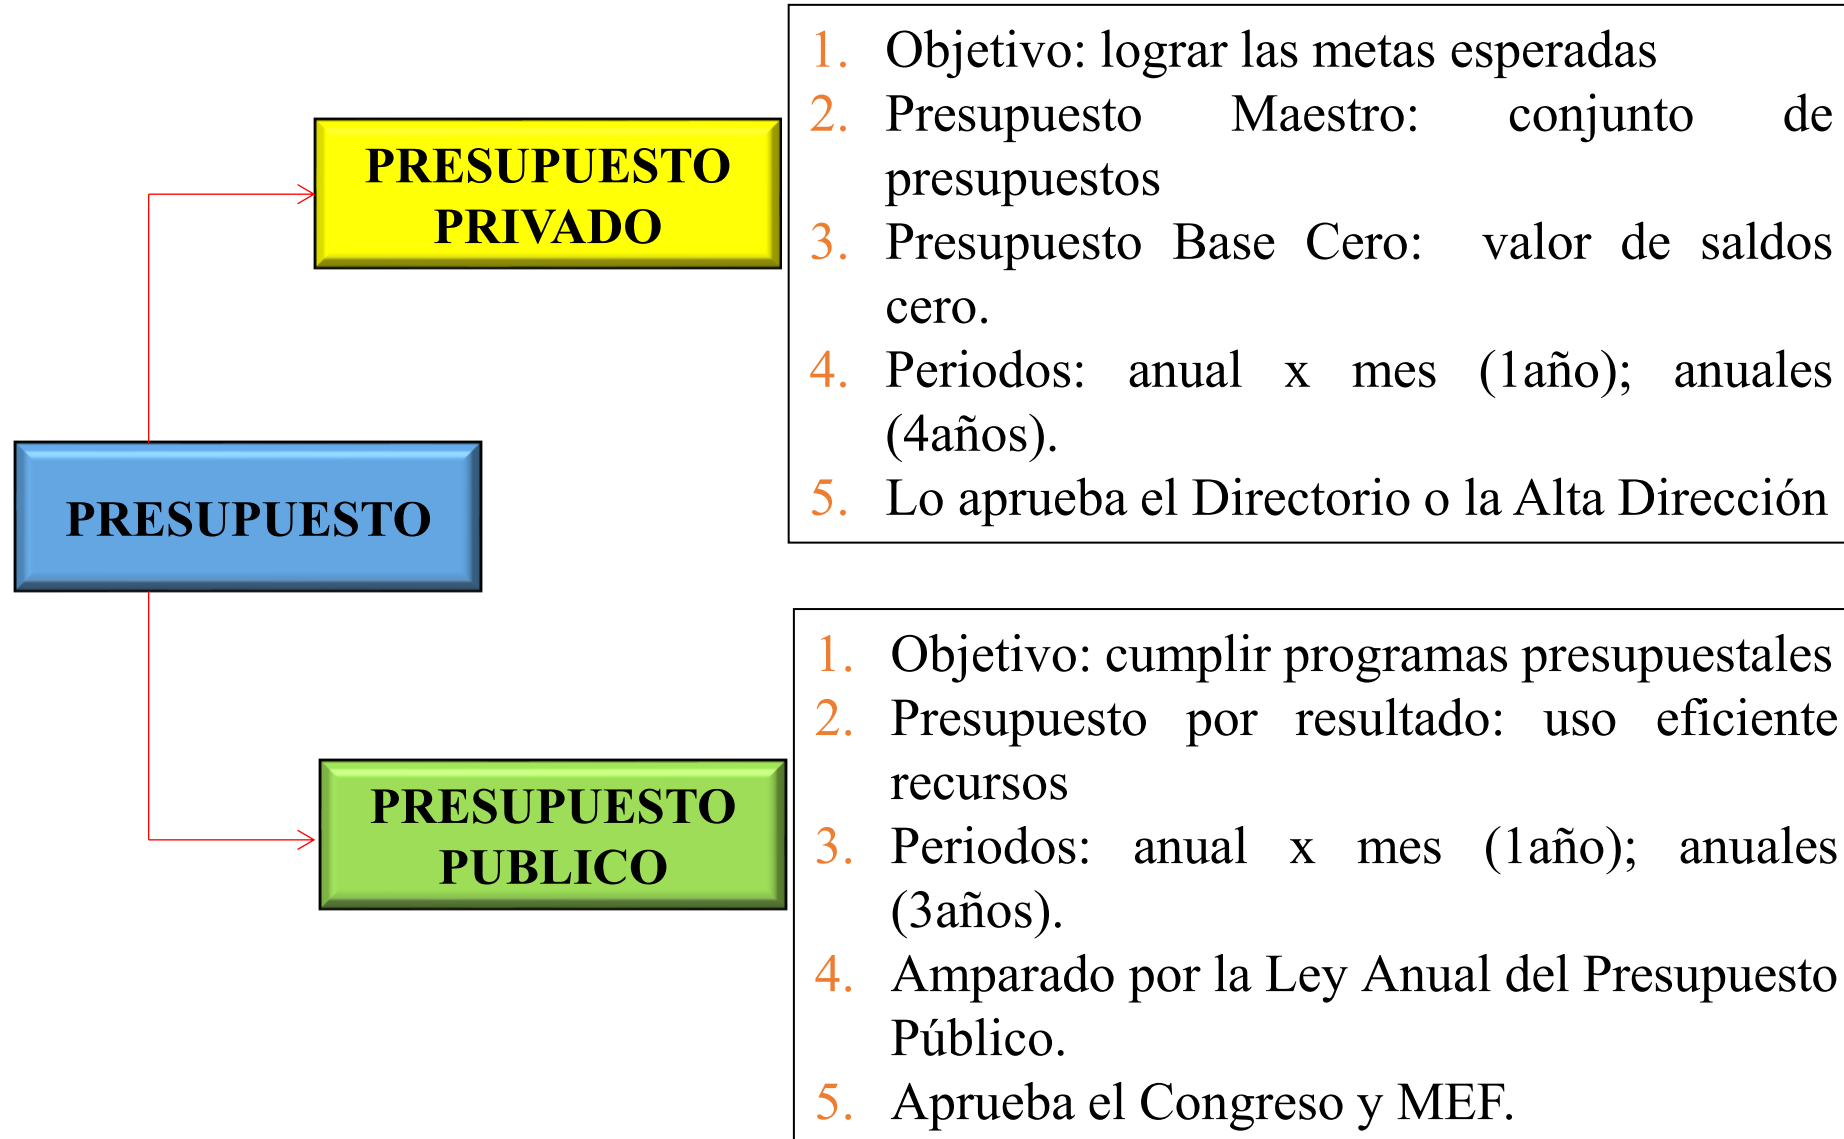 PRESUPUESTO
PRESUPUESTO
PRIVADO
1. Objetivo: lograr las metas esperadas
2. Presupuesto Maestro: conjunto de
presupuestos
3. Presupuesto Base Cero: valor de saldos
cero.
4. Periodos: anual x mes (1año); anuales
(4años).
5. Lo aprueba el Directorio o la Alta Dirección
PRESUPUESTO
PUBLICO
1. Objetivo: cumplir programas presupuestales
2. Presupuesto por resultado: uso eficiente
recursos
3. Periodos: anual x mes (1año); anuales
(3años).
4. Amparado por la Ley Anual del Presupuesto
Público.
5. Aprueba el Congreso y MEF.